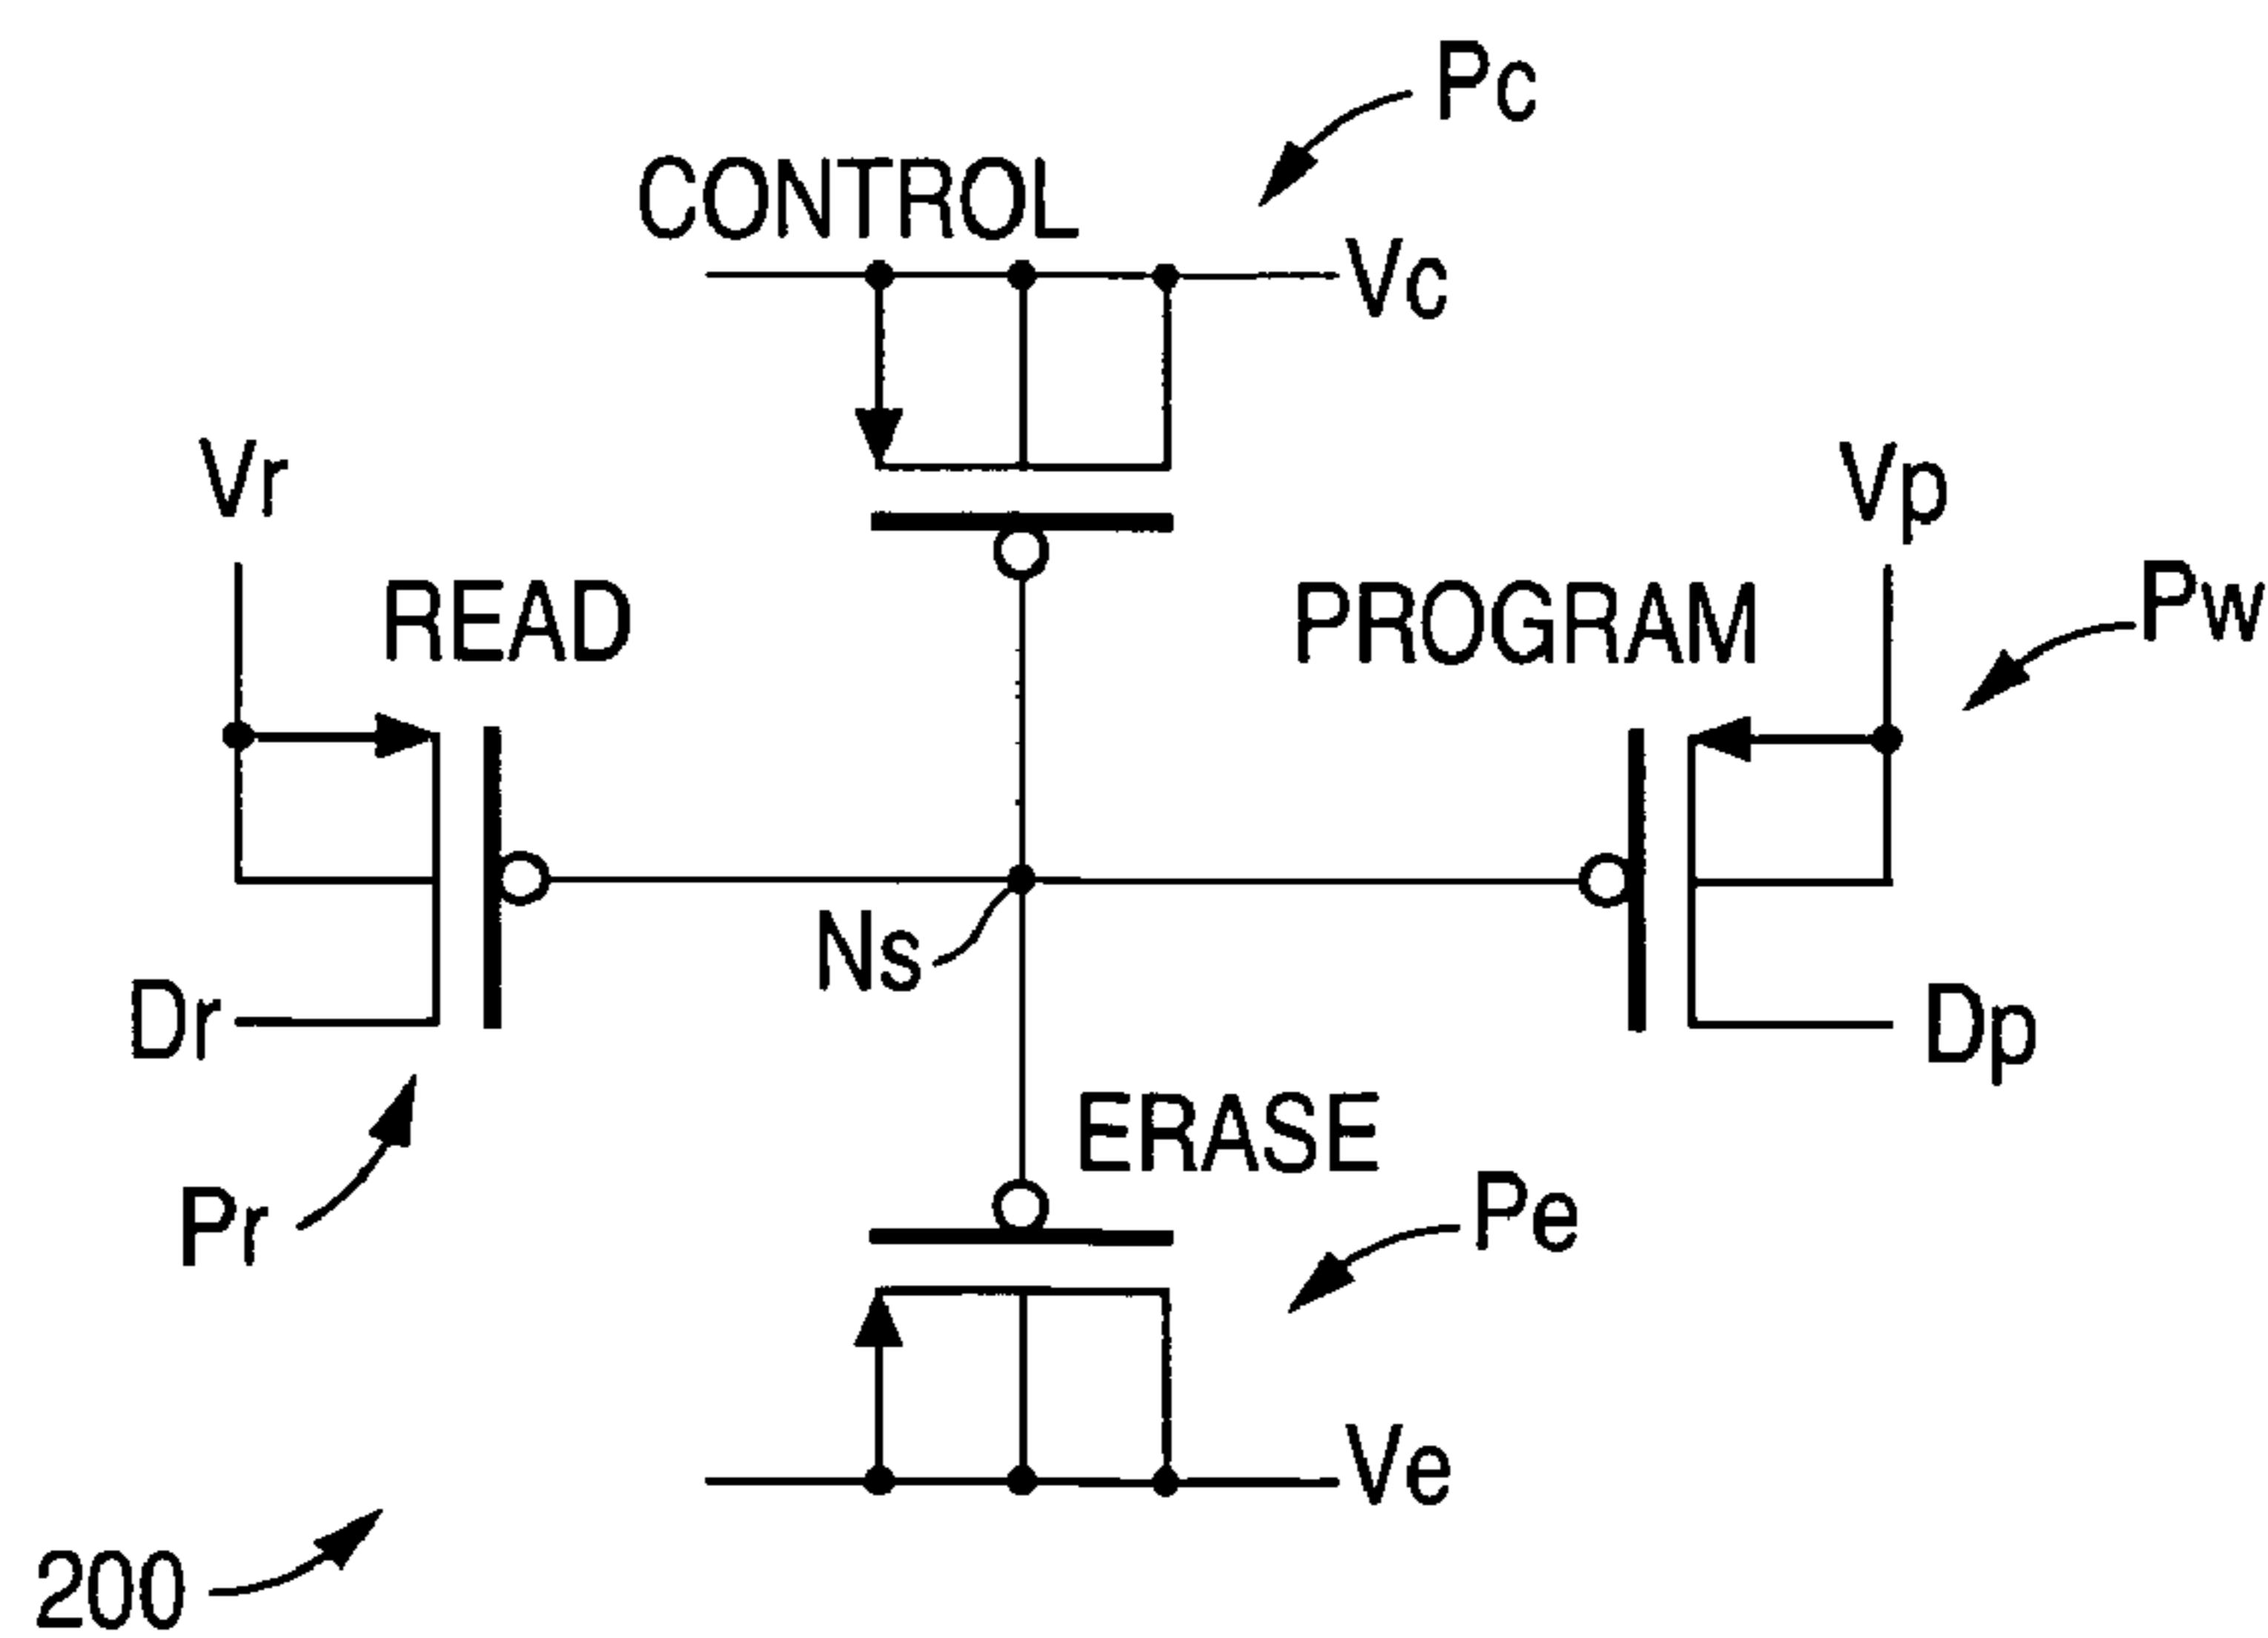 Pc
CONTROL
Vc
Vr
Vp
READ
PROGRAM
Pw
Ns
Dr
Dp
ERASE
Pr
Pe
Ve
200